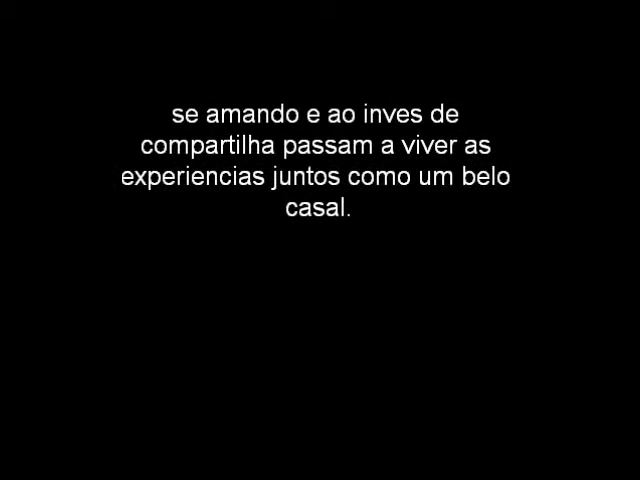 se amando e ao inves de
compartilha passam a viver as
experiencias juntos como um belo
casal.